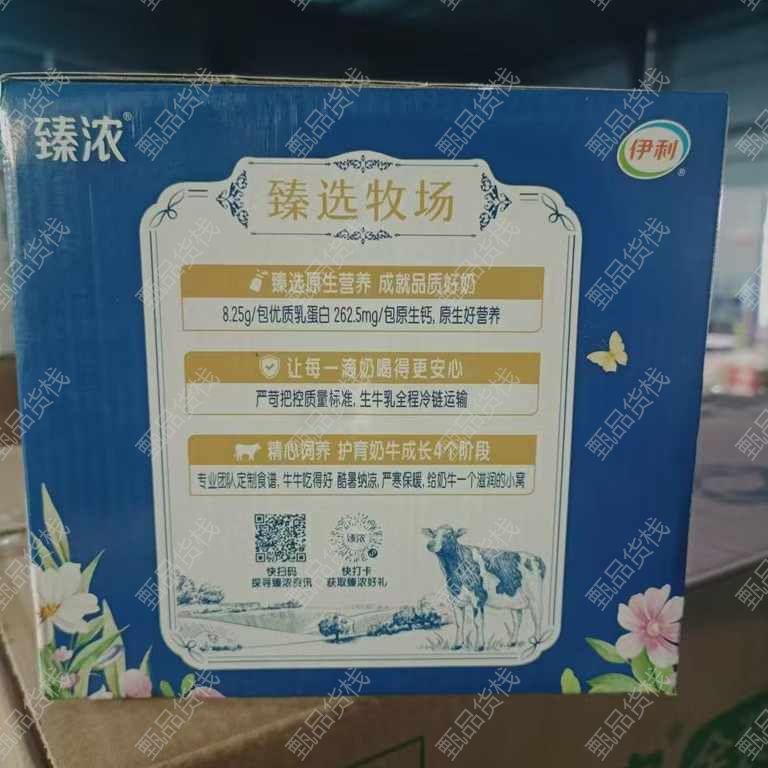 臻浓®
伊利®
臻选牧场
臻选原生营养 成就品质好奶
8.25g/包优质乳蛋白 262.5mg/包原生钙, 原生好营养
让每一滴奶喝得更安心
严苛把控质量标准, 生牛乳全程冷链运输
精心饲养 护育奶牛成长4个阶段
专业团队定制食谱, 牛牛吃得好 酷暑纳凉, 严寒保暖, 给奶牛一个滋润的小窝
臻浓
快扫码
探寻臻浓资讯
快打卡
获取臻浓好礼
甄品货栈